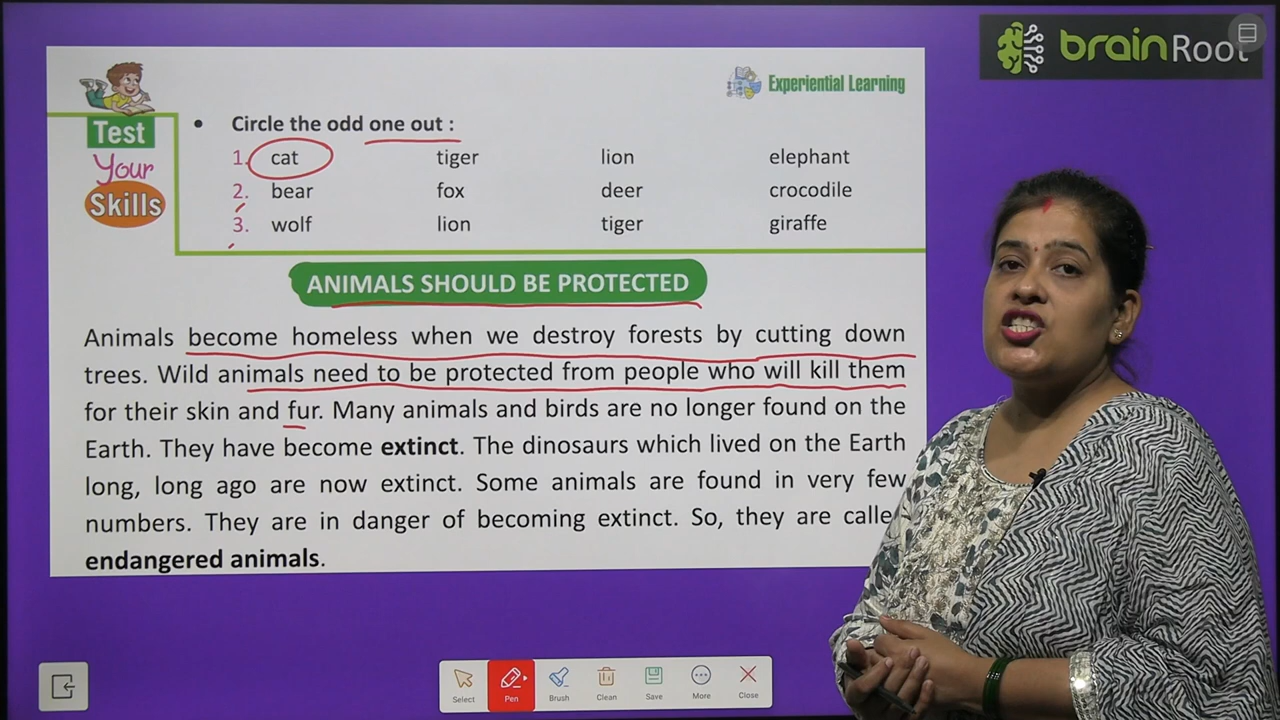 brainRoot
Experiential Learning
Test
Your
Skills
• Circle the odd one out :
1. cat tiger lion elephant
2. bear fox deer crocodile
3. wolf lion tiger giraffe
ANIMALS SHOULD BE PROTECTED
Animals become homeless when we destroy forests by cutting down
trees. Wild animals need to be protected from people who will kill them
for their skin and fur. Many animals and birds are no longer found on the
Earth. They have become extinct. The dinosaurs which lived on the Earth
long, long ago are now extinct. Some animals are found in very few
numbers. They are in danger of becoming extinct. So, they are calle
endangered animals.
Select Pen Brush Clean Save More Close